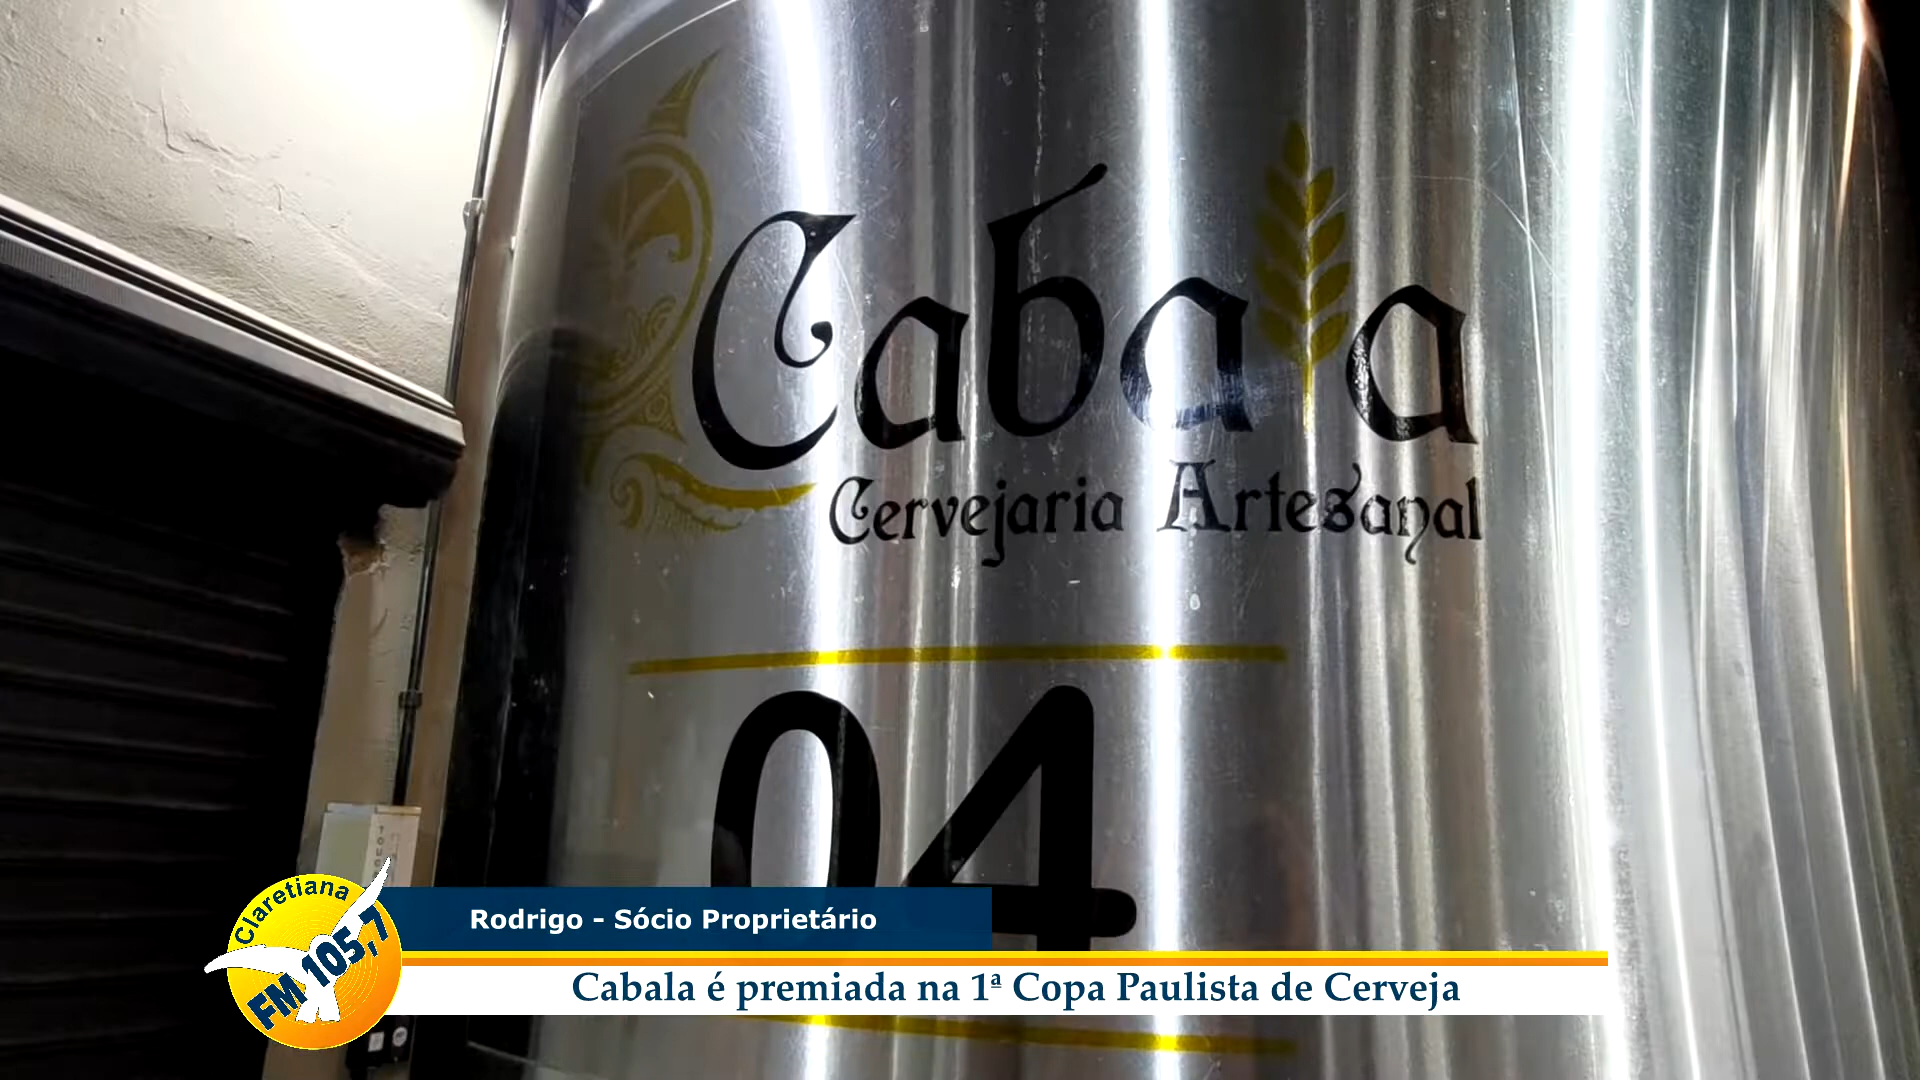 Cabala
Cervejaria Artesanal
04
Claretiana
FM 105,7
Rodrigo - Sócio Proprietário
Cabala é premiada na 1ª Copa Paulista de Cerveja